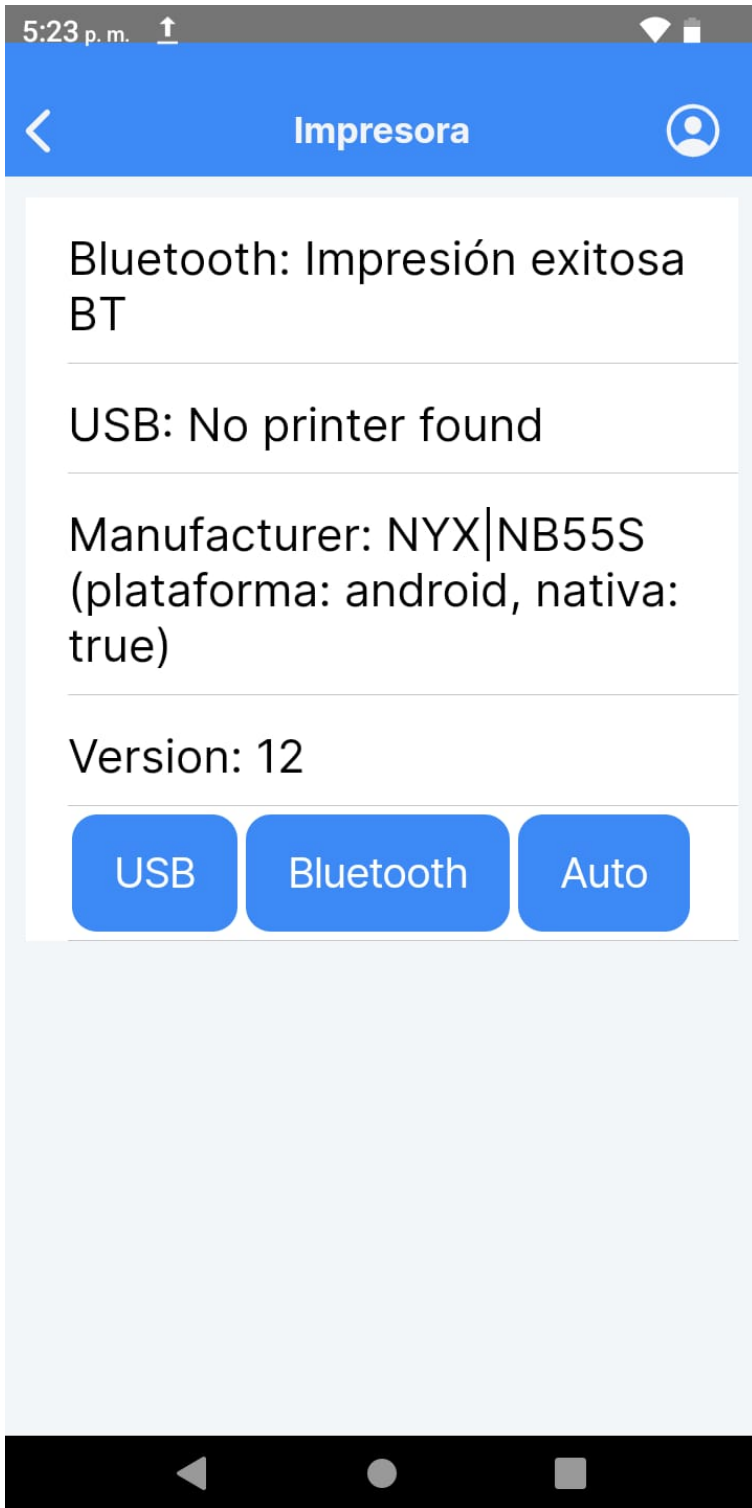 5:23 p. m.
Impresora
Bluetooth: Impresión exitosa
BT
USB: No printer found
Manufacturer: NYX|NB55S
(plataforma: android, nativa:
true)
Version: 12
USB Bluetooth Auto